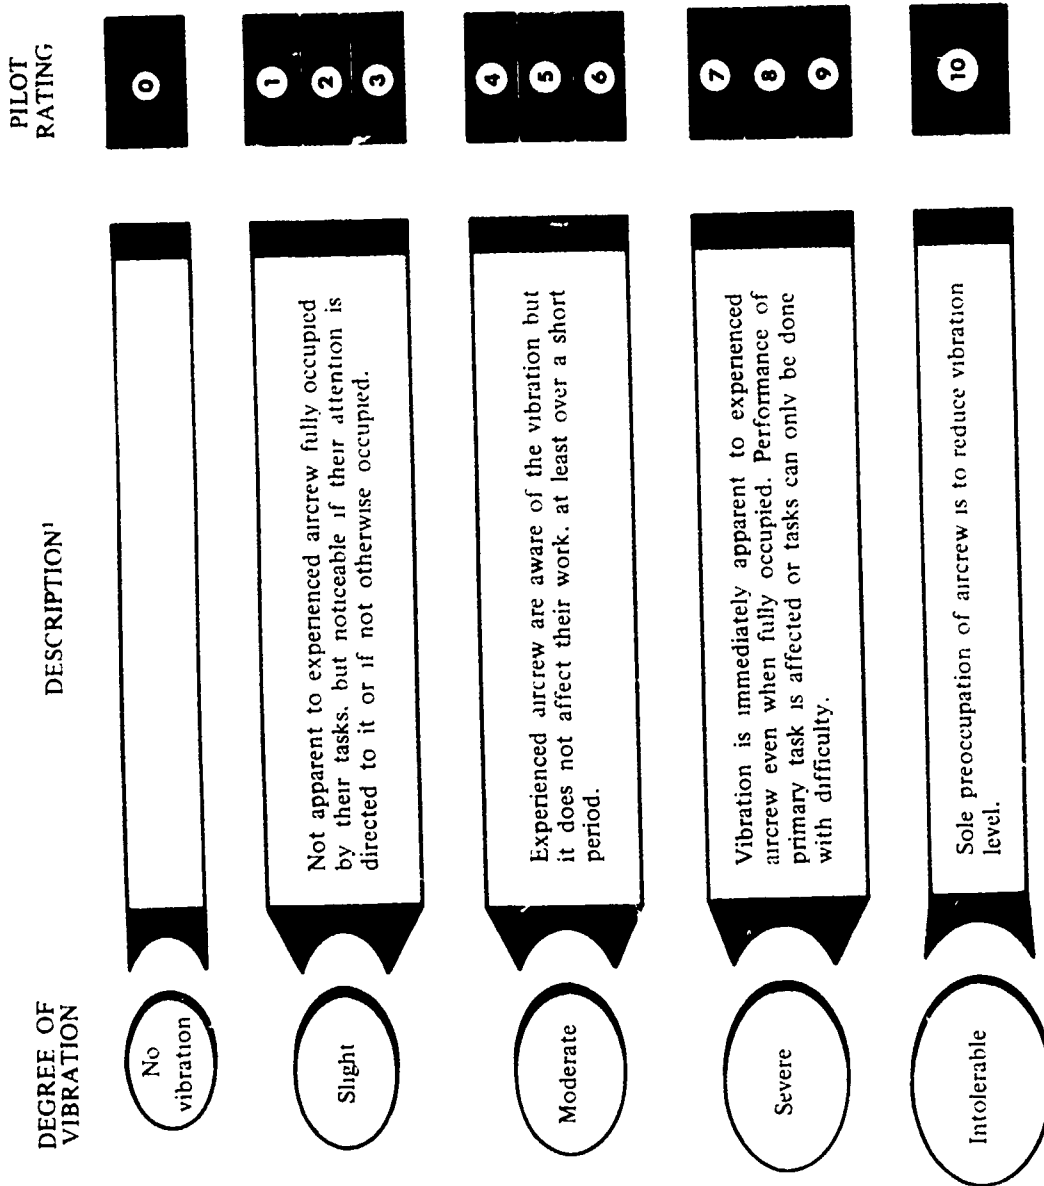 DEGREE OF
VIBRATION
DESCRIPTION¹
PILOT
RATING
No
vibration
0
Slight
Not apparent to experienced aircrew fully occupied
by their tasks, but noticeable if their attention is
directed to it or if not otherwise occupied.
1
2
3
Moderate
Experienced aircrew are aware of the vibration but
it does not affect their work, at least over a short
period.
4
5
6
Severe
Vibration is immediately apparent to experienced
aircrew even when fully occupied. Performance of
primary task is affected or tasks can only be done
with difficulty.
7
8
9
Intolerable
Sole preoccupation of aircrew is to reduce vibration
level.
10